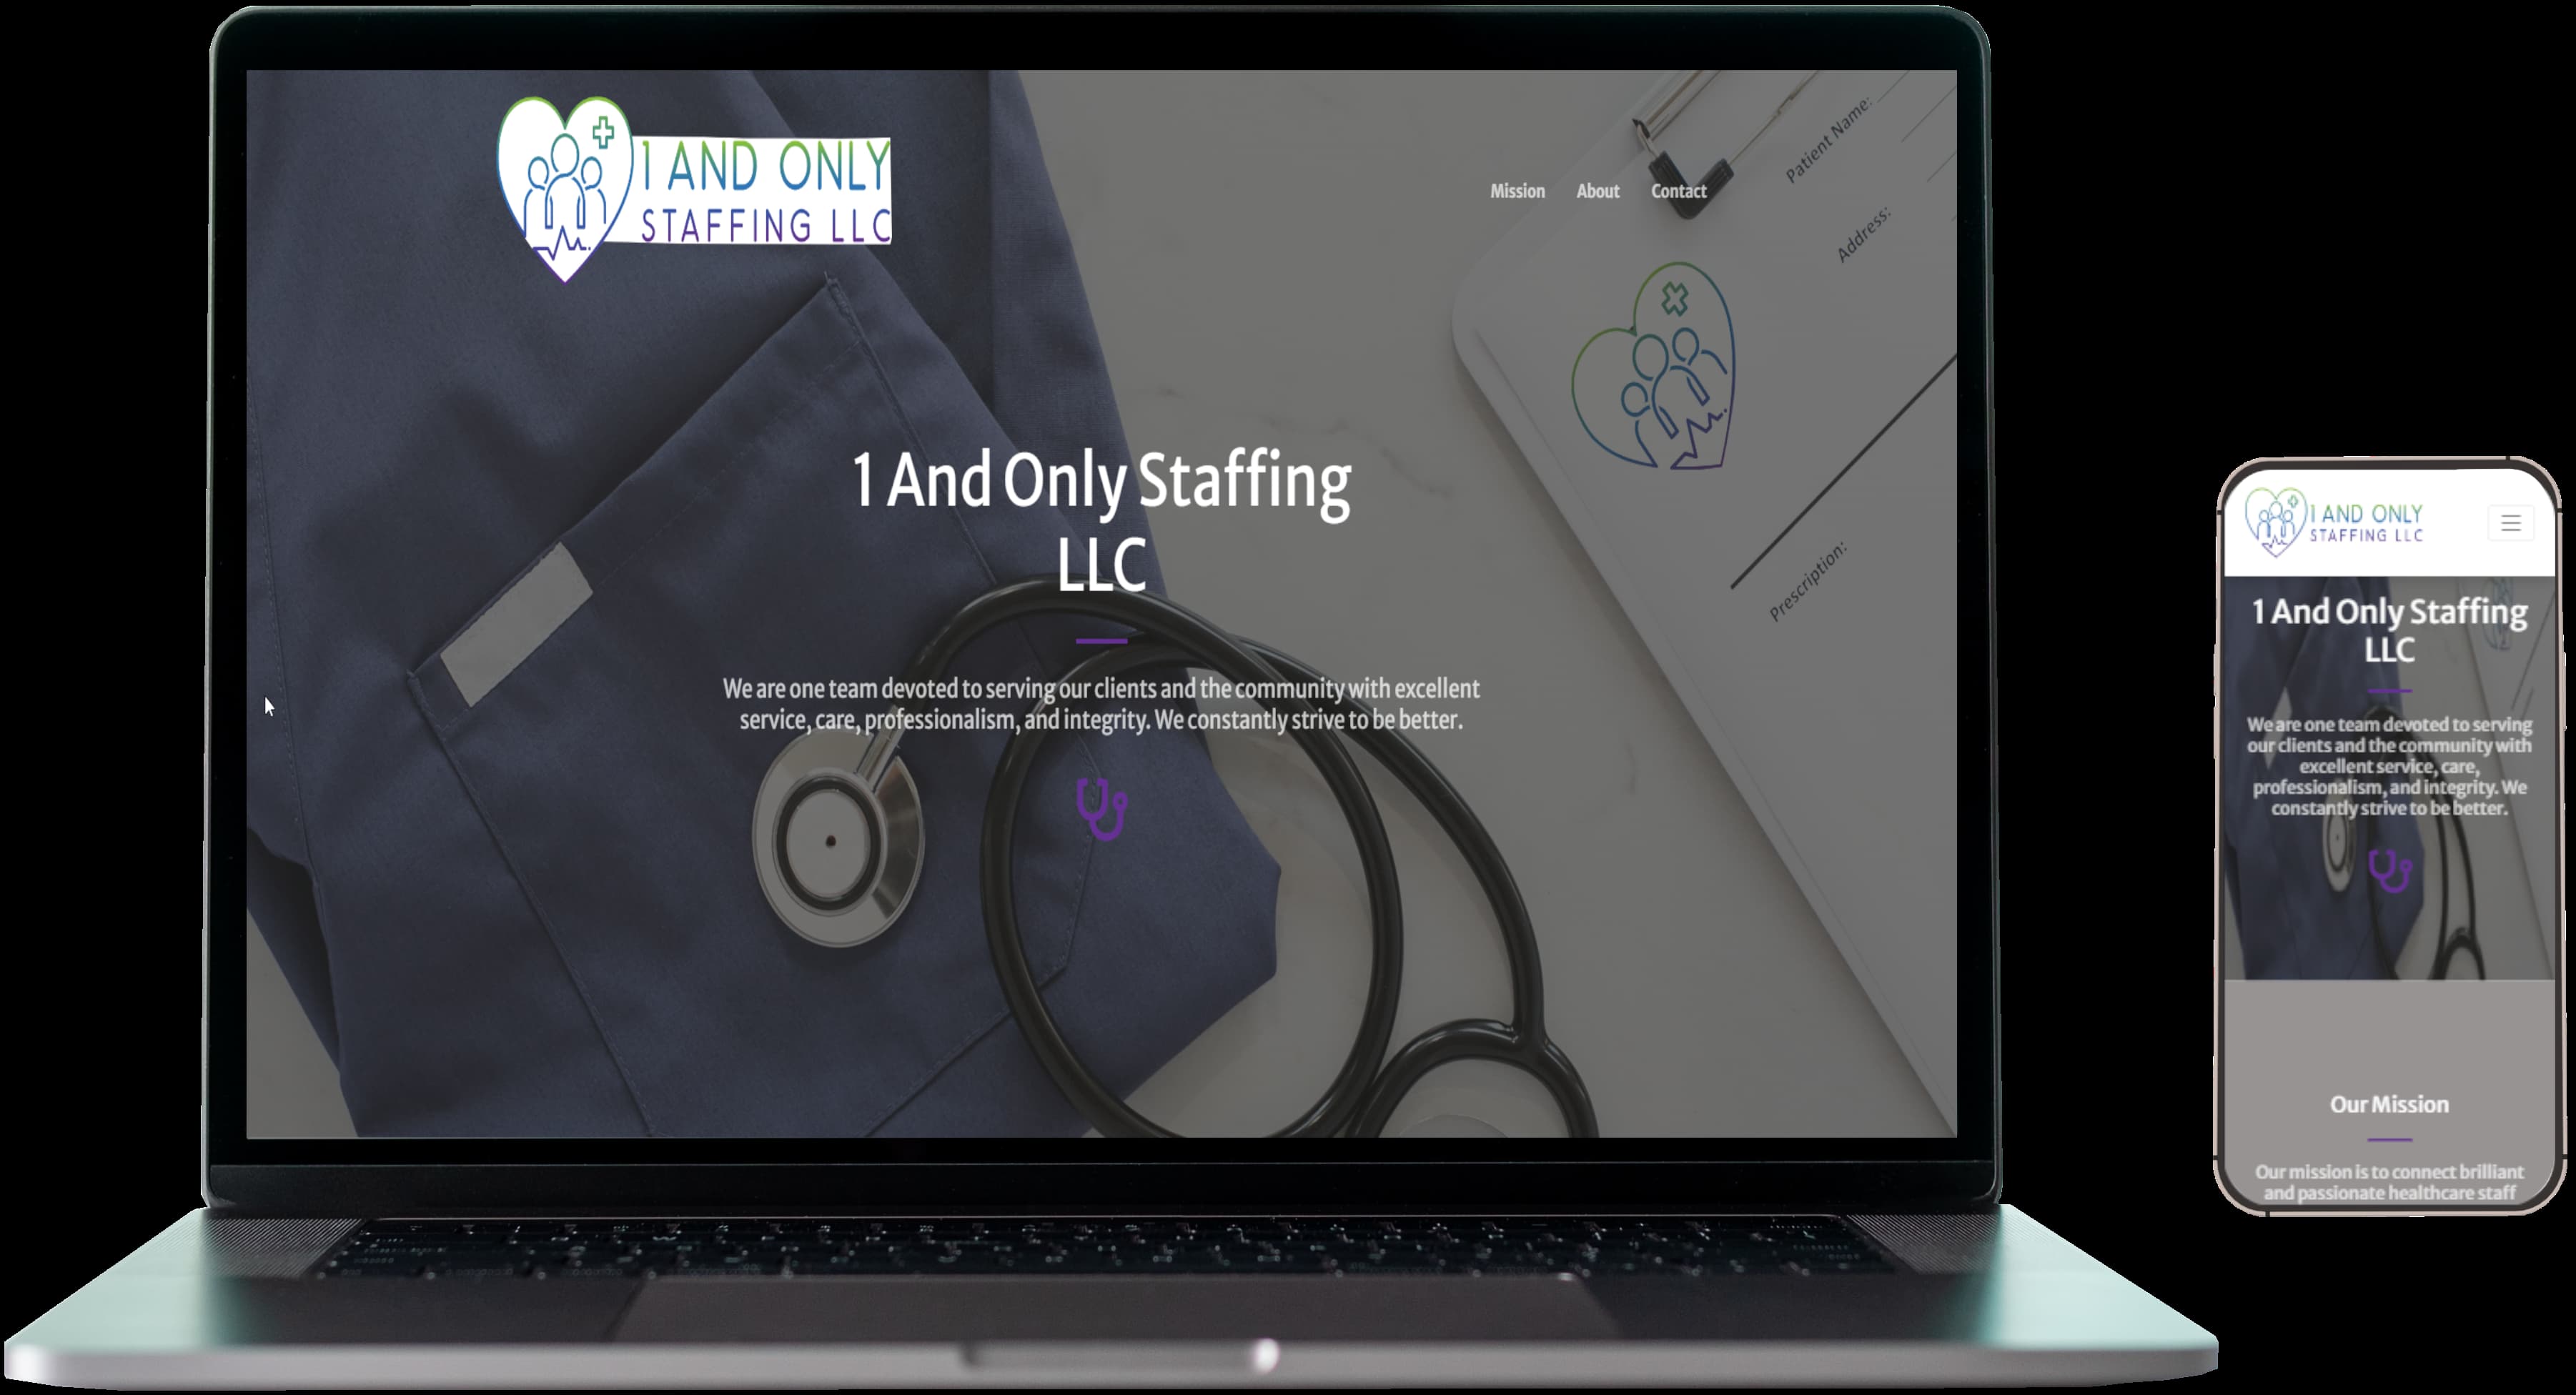 1 AND ONLY
STAFFING LLC
Mission About Contact
Patient Name:
Address:
Prescription:
1 And Only Staffing
LLC
We are one team devoted to serving our clients and the community with excellent
service, care, professionalism, and integrity. We constantly strive to be better.
1 AND ONLY
STAFFING LLC
1 And Only Staffing
LLC
We are one team devoted to serving
our clients and the community with
excellent service, care,
professionalism, and integrity. We
constantly strive to be better.
Our Mission
Our mission is to connect brilliant
and passionate healthcare staff